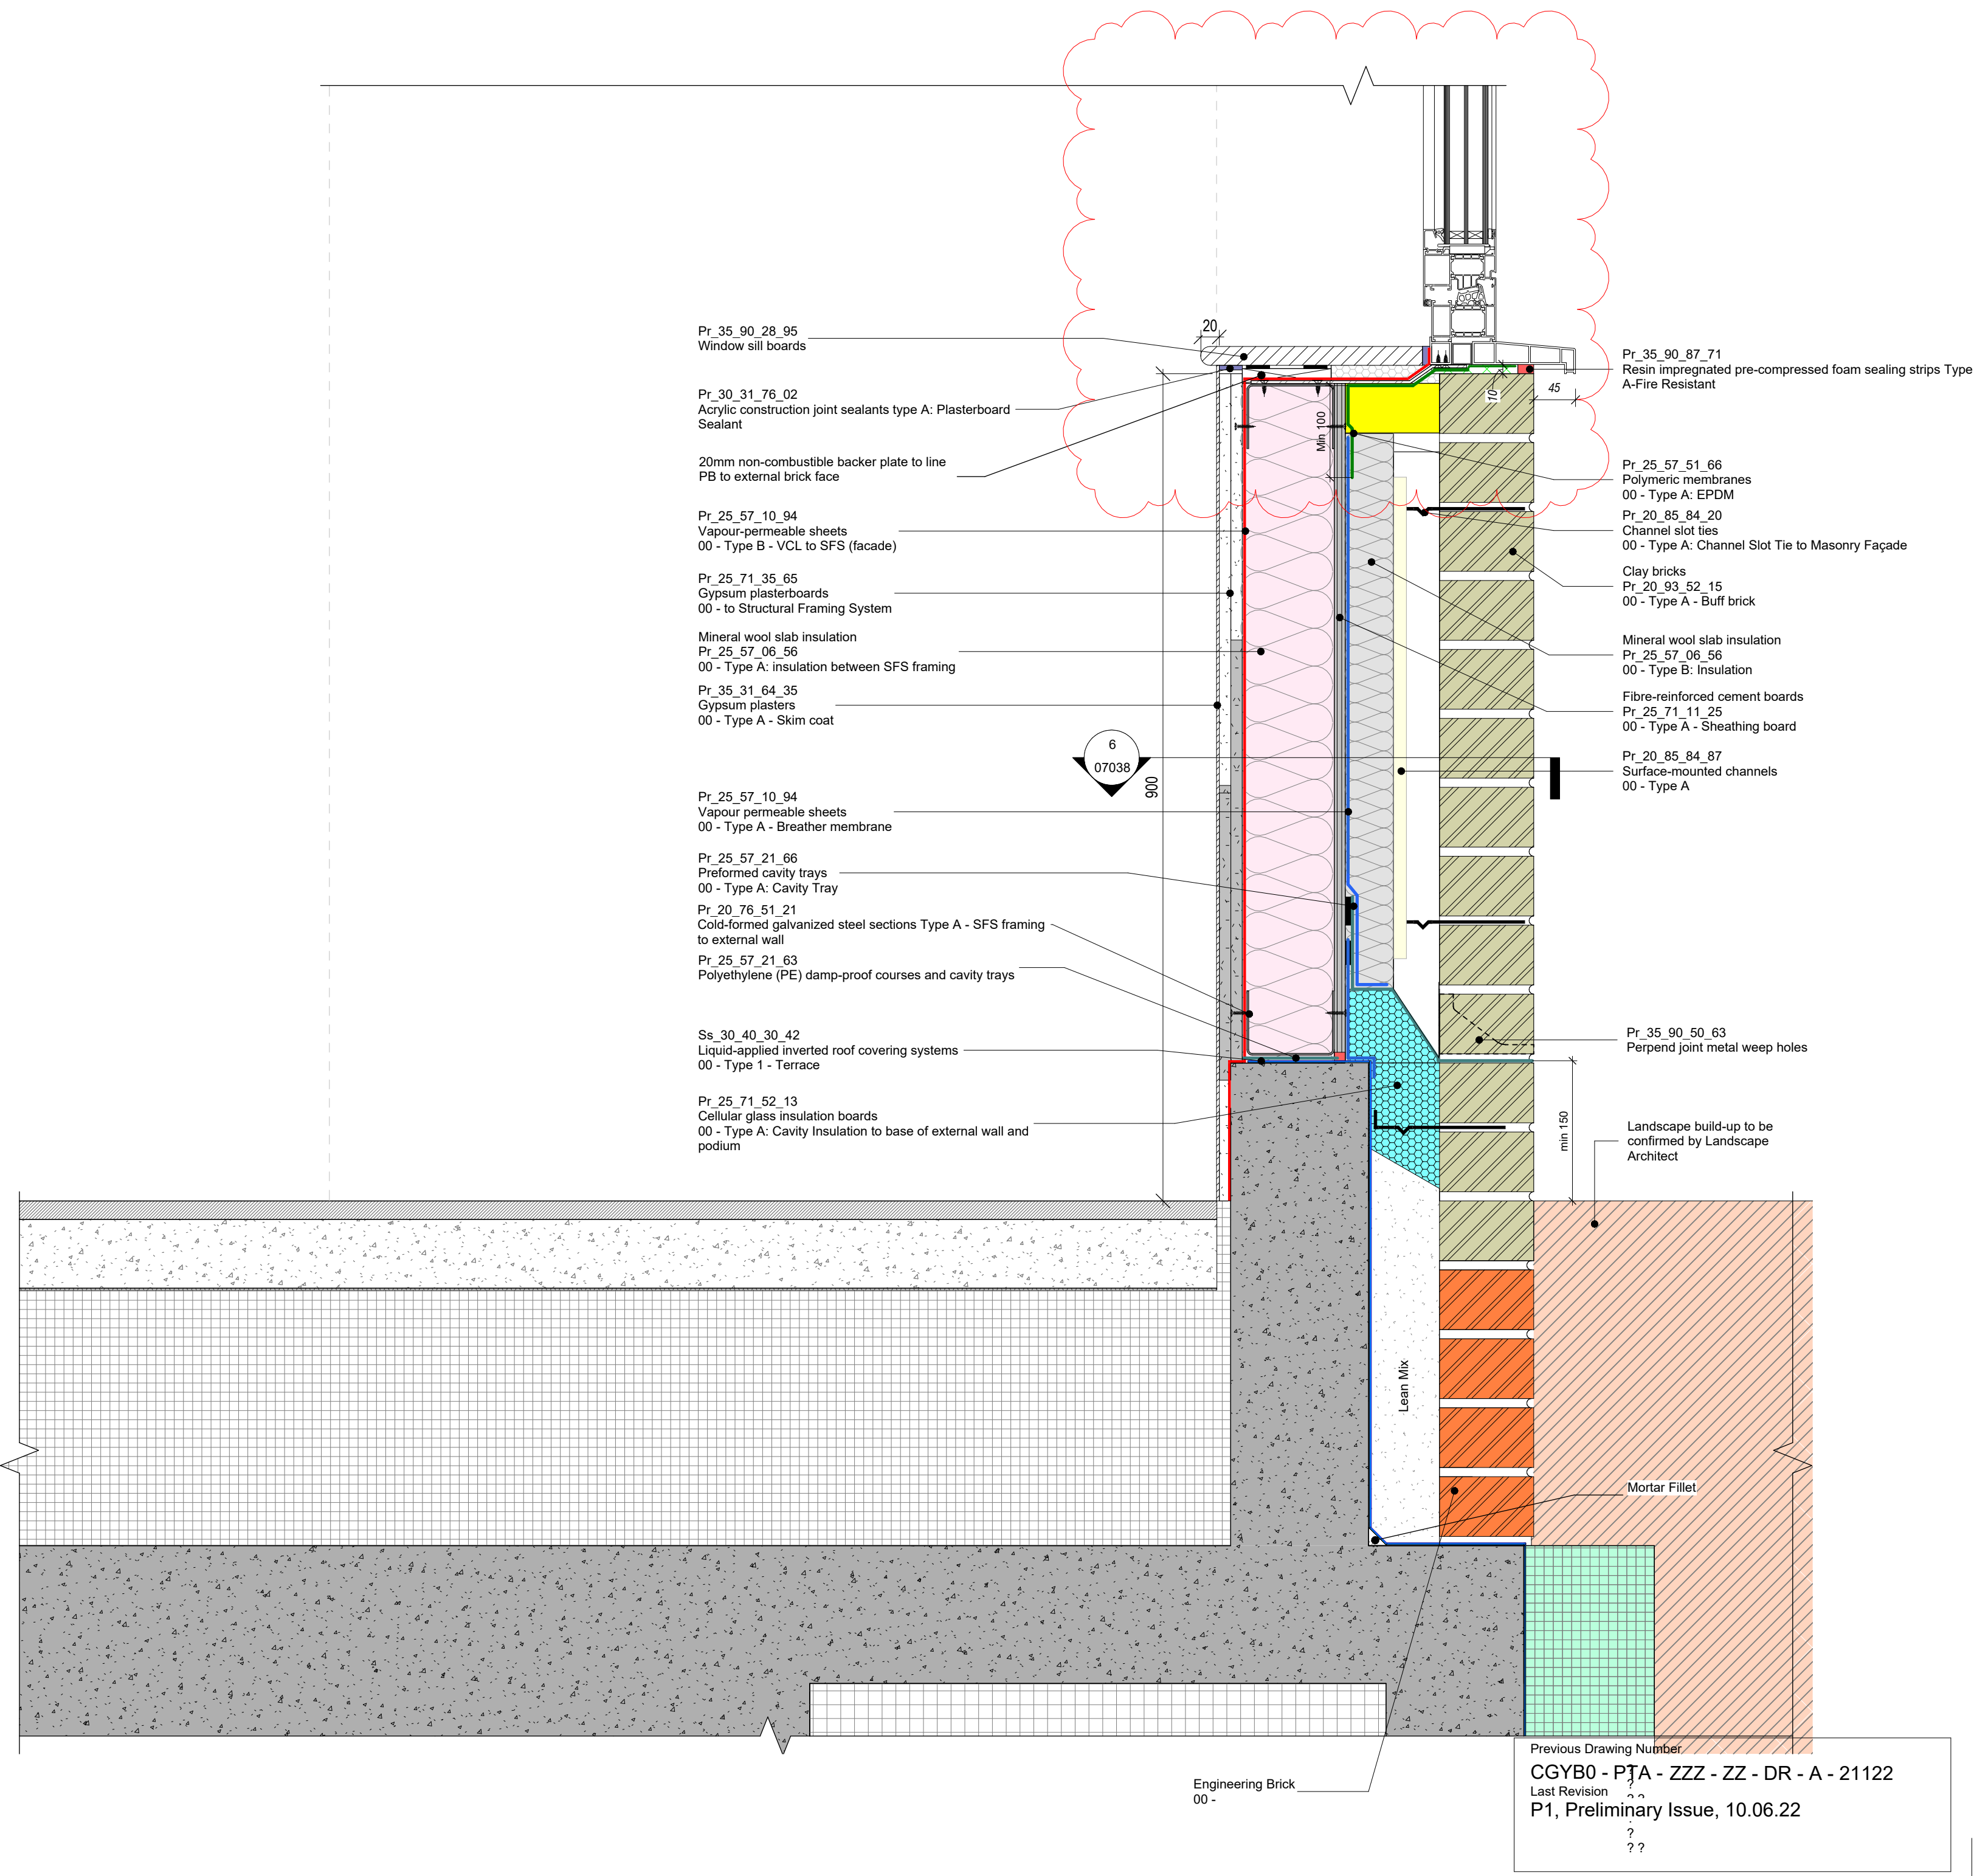 20
Pr_35_90_28_95
Window sill boards
Pr_30_31_76_02
Acrylic construction joint sealants type A: Plasterboard
Sealant
20mm non-combustible backer plate to line
PB to external brick face
Pr_25_57_10_94
Vapour-permeable sheets
00 - Type B - VCL to SFS (facade)
Pr_25_71_35_65
Gypsum plasterboards
00 - to Structural Framing System
Mineral wool slab insulation
Pr_25_57_06_56
00 - Type A: insulation between SFS framing
Pr_35_31_64_35
Gypsum plasters
00 - Type A - Skim coat
6
07038
900
Pr_25_57_10_94
Vapour permeable sheets
00 - Type A - Breather membrane
Pr_25_57_21_66
Preformed cavity trays
00 - Type A: Cavity Tray
Pr_20_76_51_21
Cold-formed galvanized steel sections Type A - SFS framing
to external wall
Pr_25_57_21_63
Polyethylene (PE) damp-proof courses and cavity trays
Ss_30_40_30_42
Liquid-applied inverted roof covering systems
00 - Type 1 - Terrace
Pr_25_71_52_13
Cellular glass insulation boards
00 - Type A: Cavity Insulation to base of external wall and
podium
Min 100
10
45
Pr_35_90_87_71
Resin impregnated pre-compressed foam sealing strips Type
A-Fire Resistant
Pr_25_57_51_66
Polymeric membranes
00 - Type A: EPDM
Pr_20_85_84_20
Channel slot ties
00 - Type A: Channel Slot Tie to Masonry Façade
Clay bricks
Pr_20_93_52_15
00 - Type A - Buff brick
Mineral wool slab insulation
Pr_25_57_06_56
00 - Type B: Insulation
Fibre-reinforced cement boards
Pr_25_71_11_25
00 - Type A - Sheathing board
Pr_20_85_84_87
Surface-mounted channels
00 - Type A
Pr_35_90_50_63
Perpend joint metal weep holes
min 150
Landscape build-up to be
confirmed by Landscape
Architect
Lean Mix
Mortar Fillet
Engineering Brick
00 -
Previous Drawing Number
CGYB0 - PTA - ZZZ - ZZ - DR - A - 21122
?
Last Revision
? ?
P1, Preliminary Issue, 10.06.22
?
? ?